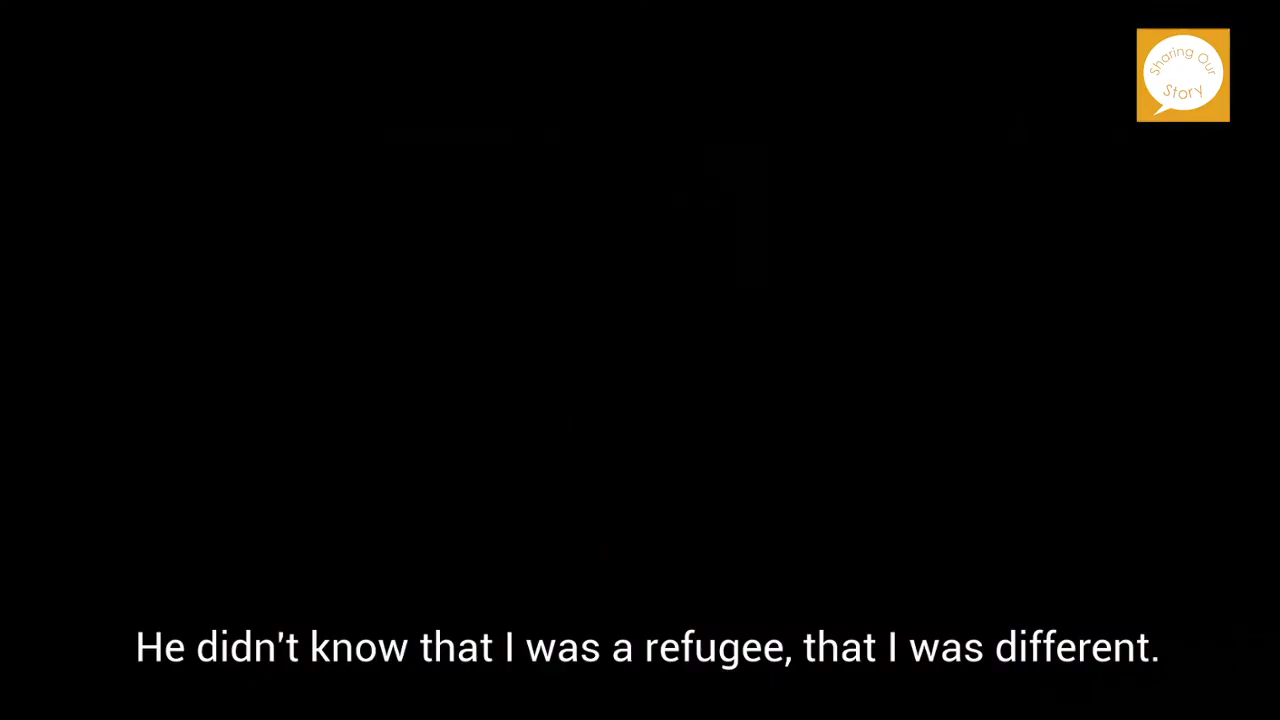 Sharing Our
Story
He didn't know that I was a refugee, that I was different.